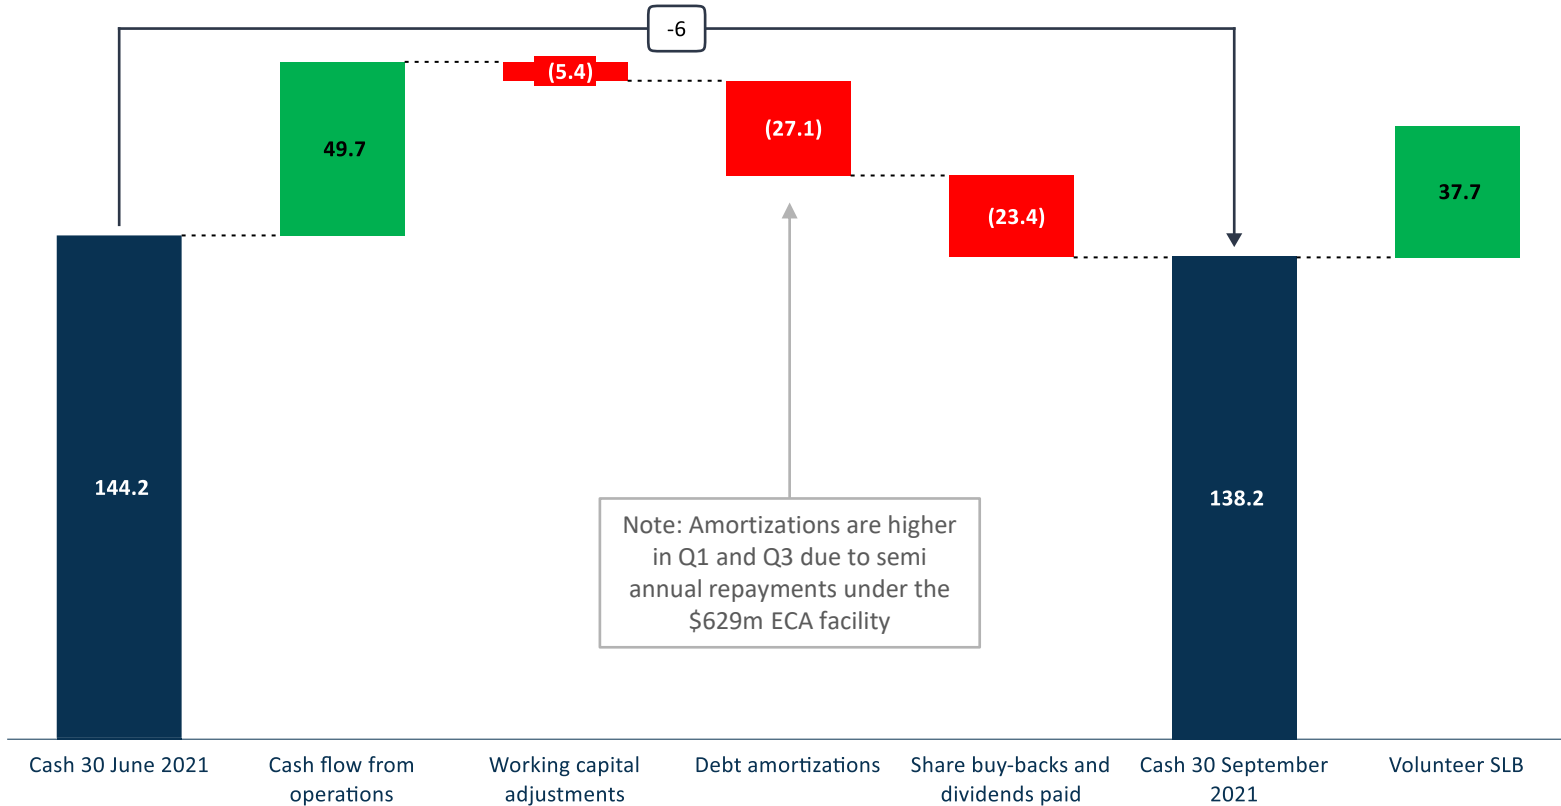 -6
(5.4)
49.7
(27.1)
37.7
(23.4)
144.2
138.2
Note: Amortizations are higher
in Q1 and Q3 due to semi
annual repayments under the
$629m ECA facility
Cash 30 June 2021
Cash flow from
operations
Working capital
adjustments
Debt amortizations
Share buy-backs and
dividends paid
Cash 30 September
2021
Volunteer SLB